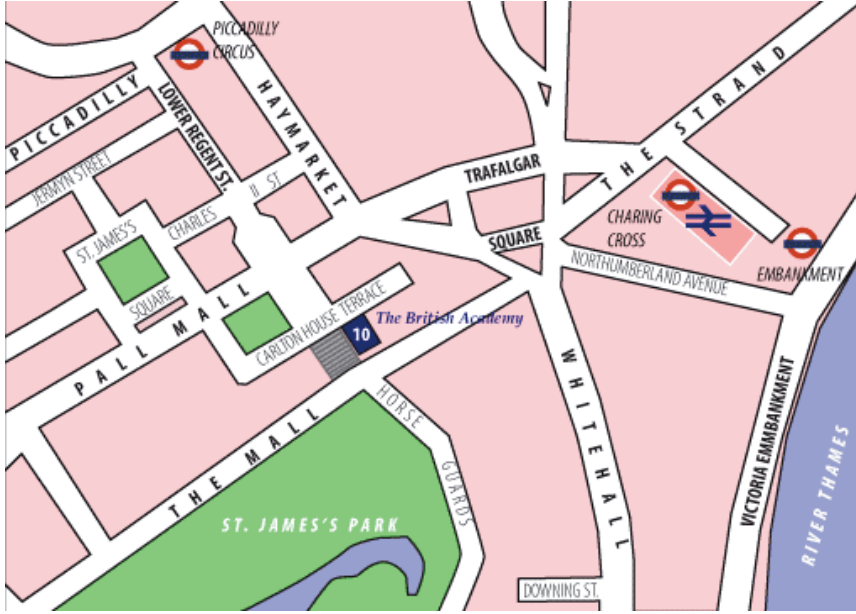 PICCADILLY
CIRCUS
PICCADILLY
LOWER REGENT ST.
HAYMARKET
JERMYN STREET
CHARLES II ST
ST. JAMES'S
SQUARE
PALL MALL
TRAFALGAR
SQUARE
THE STRAND
CHARING
CROSS
EMBANKMENT
NORTHUMBERLAND AVENUE
CARLTON HOUSE TERRACE
10
The British Academy
THE MALL
HORSE
GUARDS
WHITEHALL
VICTORIA EMMBANKMENT
RIVER THAMES
ST. JAMES'S PARK
DOWNING ST.